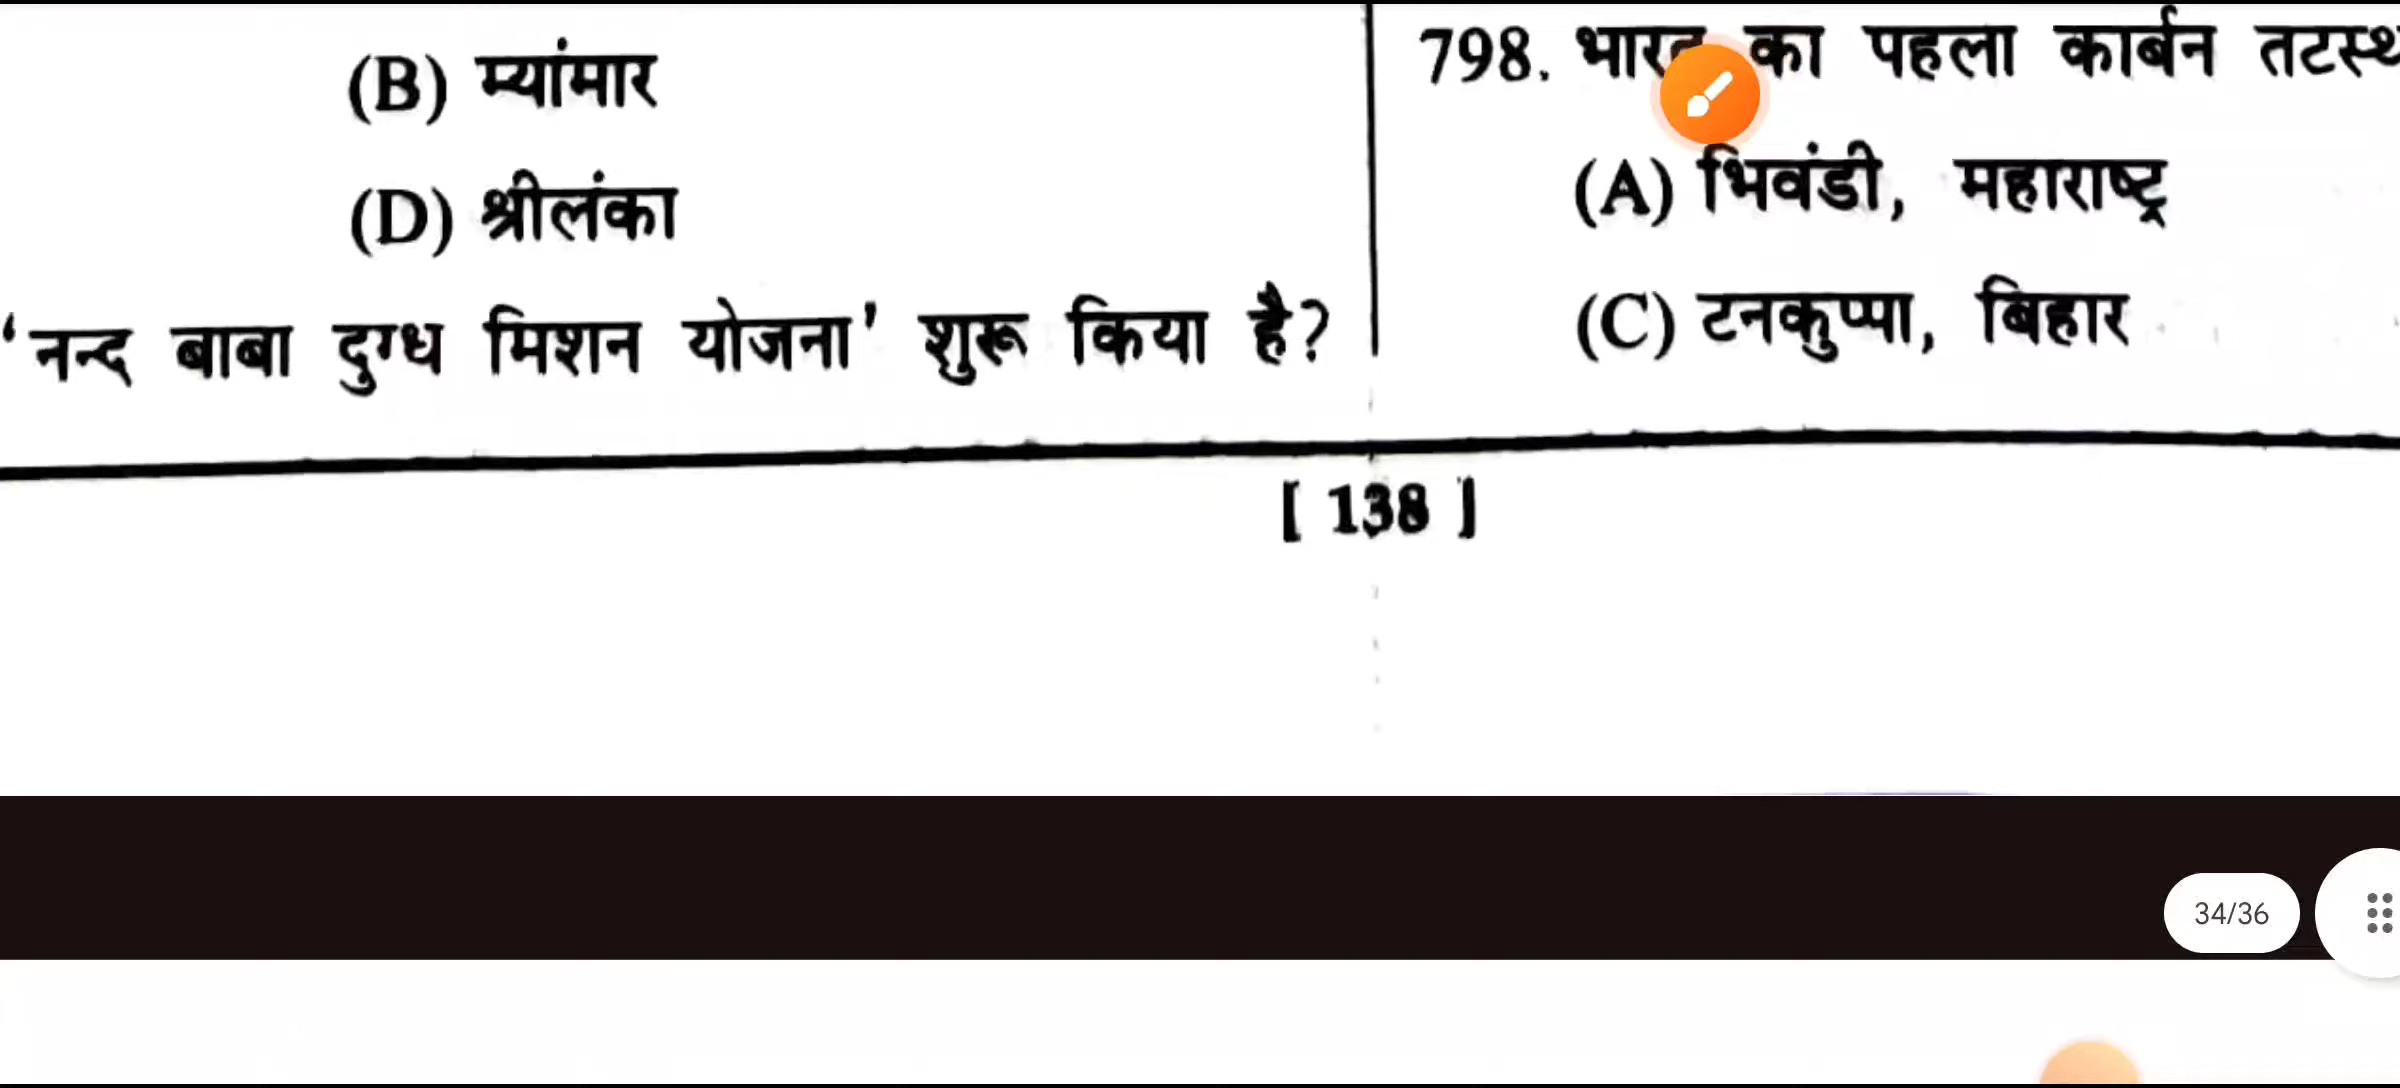 (B) म्यांमार
(D) श्रीलंका
‘नन्द बाबा दुग्ध मिशन योजना’ शुरू किया है?
798. भारत का पहला कार्बन तटस्थ
(A) भिवंडी, महाराष्ट्र
(C) टनकुप्पा, बिहार
[ 138 ]
34/36